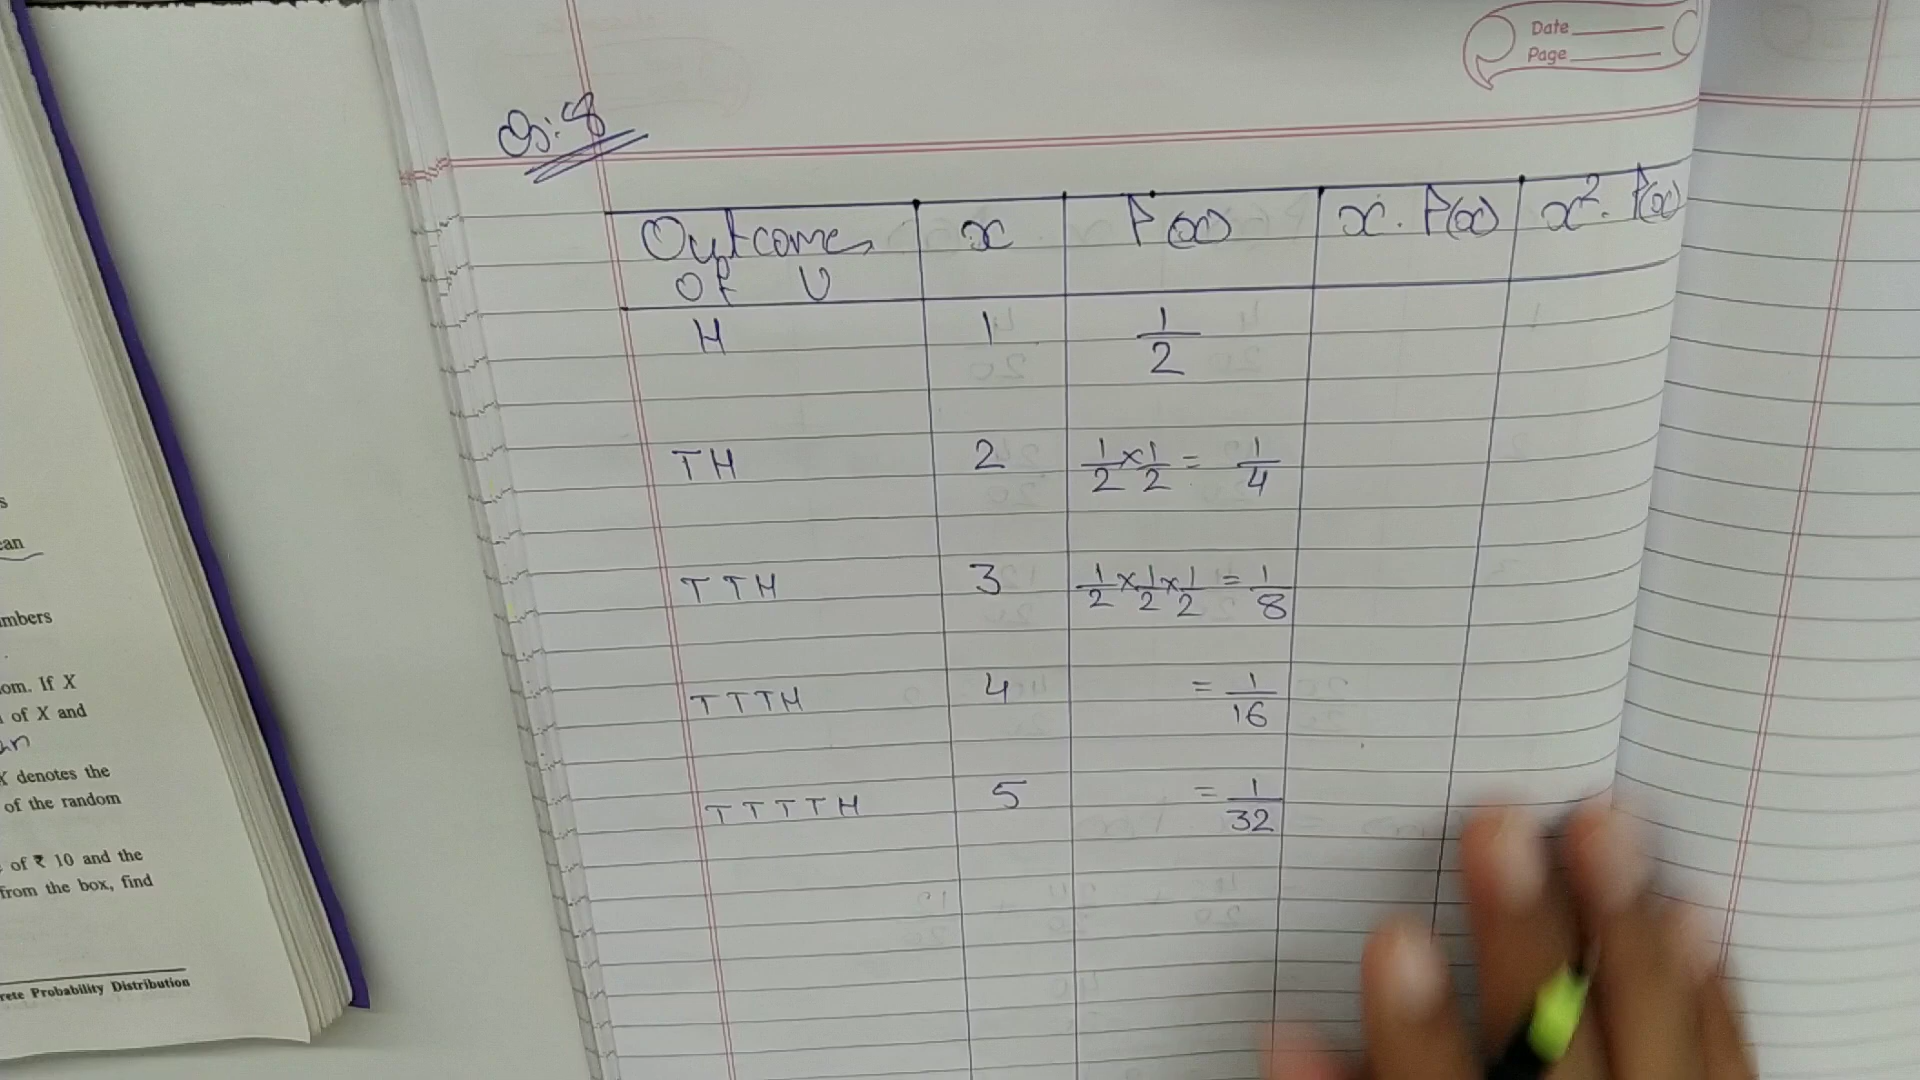 Date
Page
Q: 8
Outcomes of U | x | P(x) | x. P(x) | x². P(x)
H | 1 | 1/2
TH | 2 | 1/2 × 1/2 = 1/4
TTH | 3 | 1/2 × 1/2 × 1/2 = 1/8
TTTH | 4 | = 1/16
TTTTH | 5 | = 1/32
om. If X
of X and
X denotes the
of the random
of ₹ 10 and the
from the box, find
rete Probability Distribution